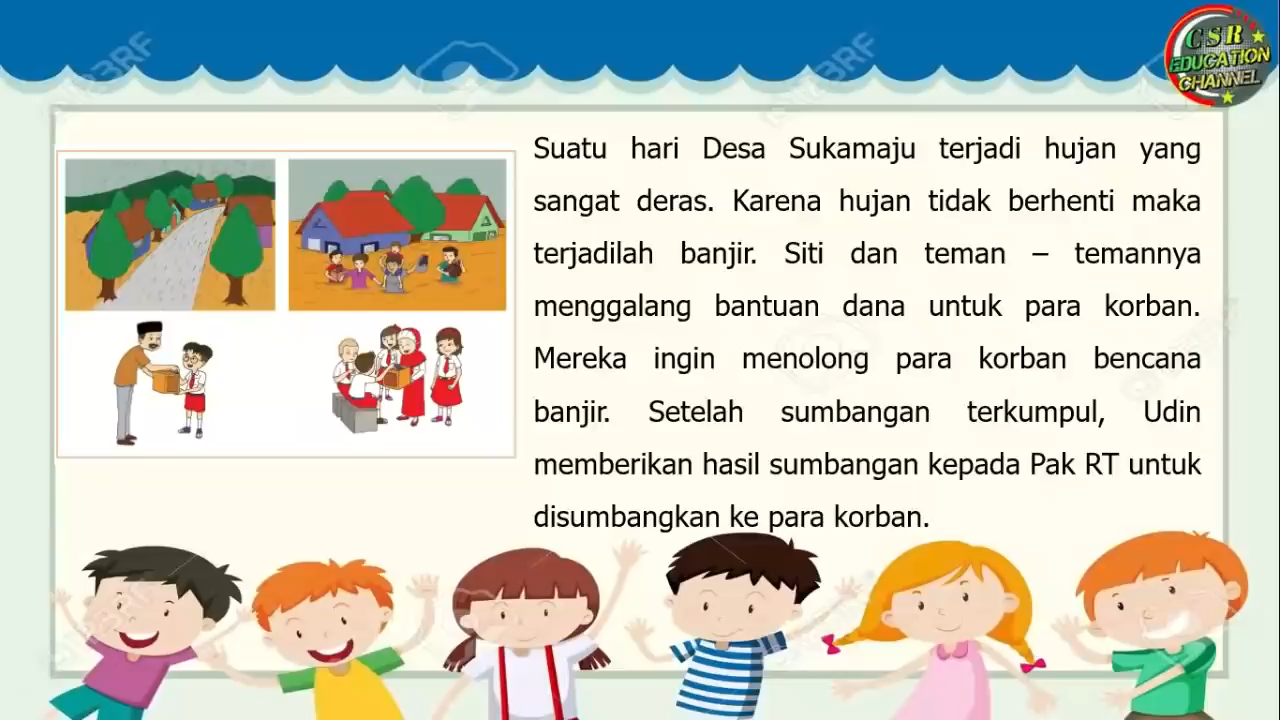 CSR
EDUCATION
CHANNEL
Suatu hari Desa Sukamaju terjadi hujan yang
sangat deras. Karena hujan tidak berhenti maka
terjadilah banjir. Siti dan teman – temannya
menggalang bantuan dana untuk para korban.
Mereka ingin menolong para korban bencana
banjir. Setelah sumbangan terkumpul, Udin
memberikan hasil sumbangan kepada Pak RT untuk
disumbangkan ke para korban.